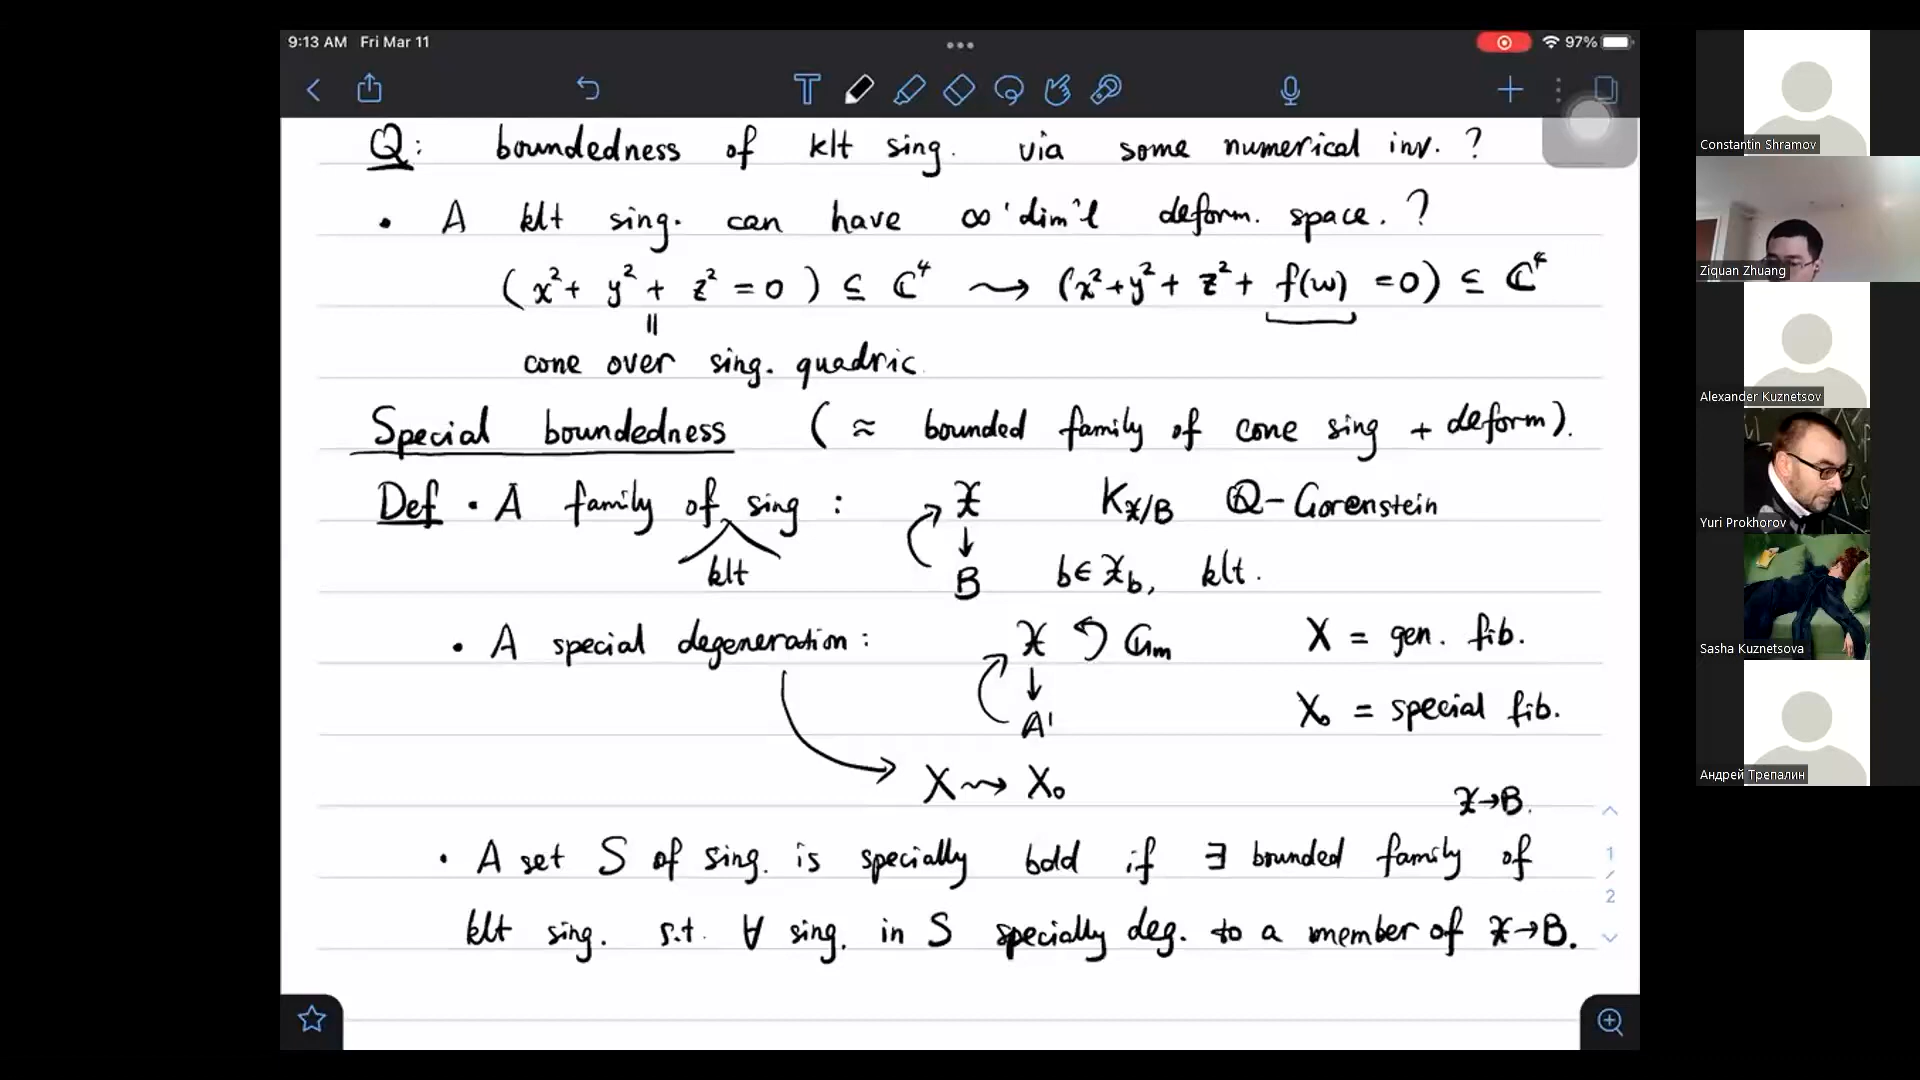 9:13 AM Fri Mar 11
97%
Q: boundedness of klt sing. via some numerical inv. ?
• A klt sing. can have ∞'dim'l deform. space. ?
( x² + y² + z² = 0 ) ⊆ ℂ⁴ ⇝ (x² + y² + z² + f(w) = 0) ⊆ ℂ⁴
||
cone over sing. quadric.
Special boundedness ( ≈ bounded family of cone sing + deform).
Def • A family of sing : 𝒳 K𝒳/B ℚ-Gorenstein
klt ↓
B b ∈ 𝒳b, klt.
• A special degeneration : 𝒳 ↶ 𝔾m X = gen. fib.
↓
A¹ X₀ = special fib.
X ⇝ X₀
𝒳→B.
• A set S of sing. is specially bdd if ∃ bounded family of
klt sing. s.t. ∀ sing. in S specially deg. to a member of 𝒳→B.
1
/
2
Constantin Shramov
Ziquan Zhuang
Alexander Kuznetsov
Yuri Prokhorov
Sasha Kuznetsova
Андрей Трепалин